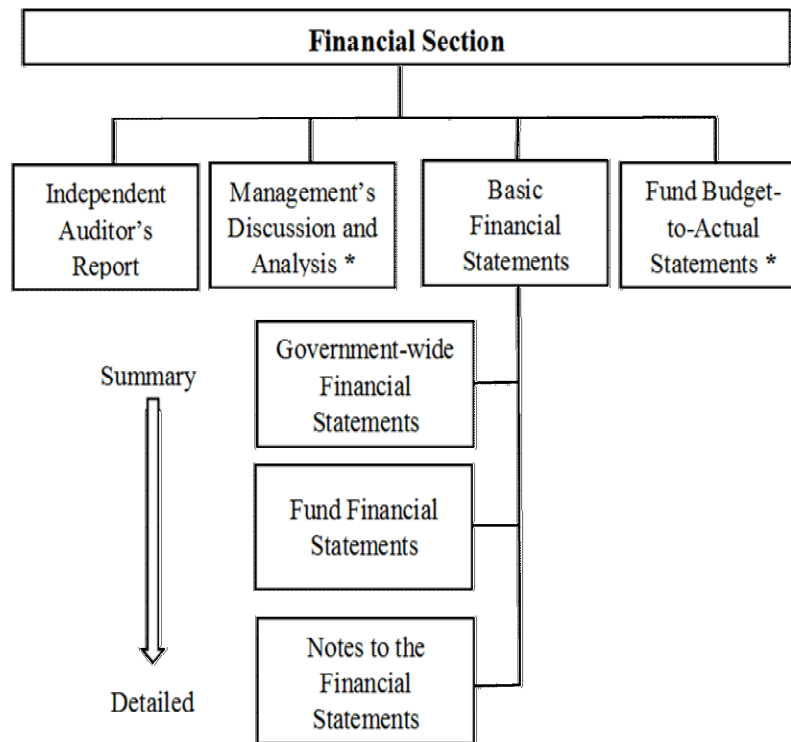 Financial Section
Independent
Auditor's
Report
Management's
Discussion and
Analysis *
Basic
Financial
Statements
Fund Budget-
to-Actual
Statements *
Summary
Government-wide
Financial
Statements
Fund Financial
Statements
Notes to the
Financial
Statements
Detailed